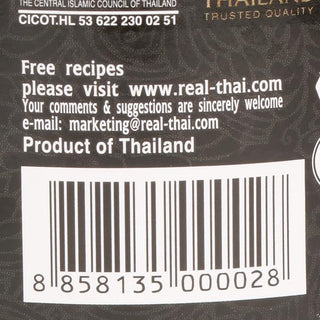 THE CENTRAL ISLAMIC COUNCIL OF THAILAND
CICOT.HL 53 622 230 02 51
THAILAND
TRUSTED QUALITY
Free recipes
please visit www.real-thai.com
Your comments & suggestions are sincerely welcome
e-mail: marketing@real-thai.com
Product of Thailand
8 858135 000028